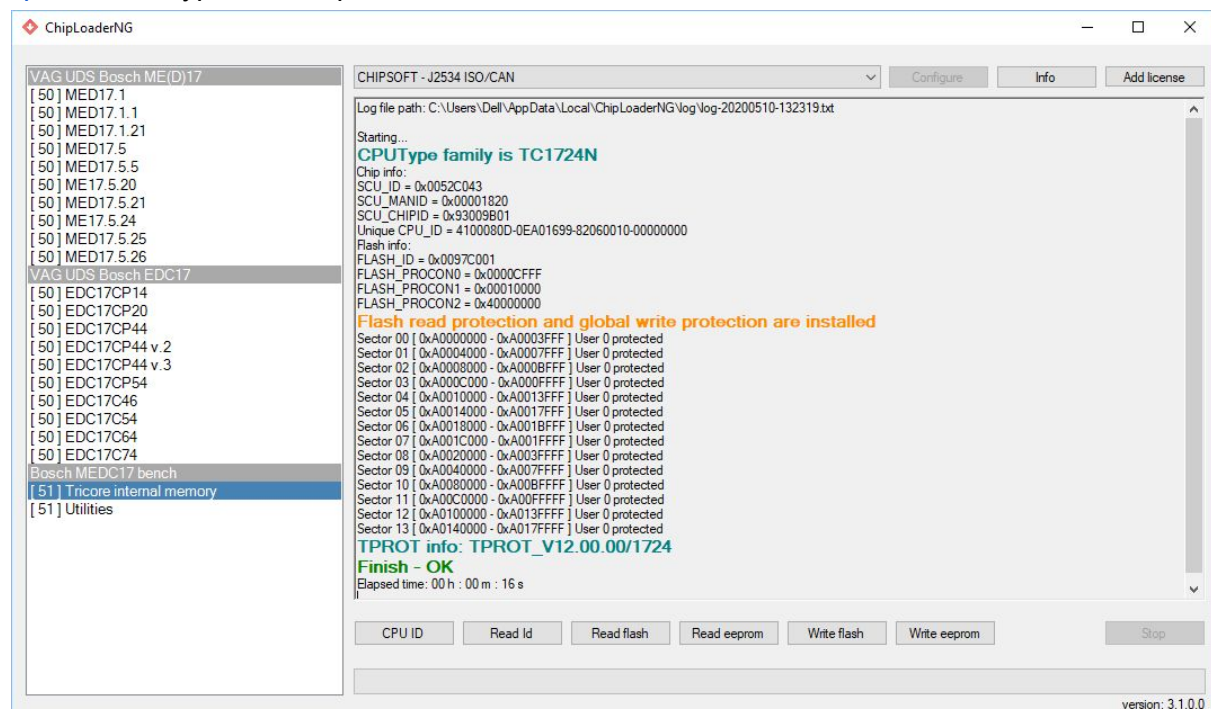 ChipLoaderNG
VAG UDS Bosch ME(D)17
[ 50 ] MED17.1
[ 50 ] MED17.1.1
[ 50 ] MED17.1.21
[ 50 ] MED17.5
[ 50 ] MED17.5.5
[ 50 ] ME17.5.20
[ 50 ] MED17.5.21
[ 50 ] ME17.5.24
[ 50 ] MED17.5.25
[ 50 ] MED17.5.26
VAG UDS Bosch EDC17
[ 50 ] EDC17CP14
[ 50 ] EDC17CP20
[ 50 ] EDC17CP44
[ 50 ] EDC17CP44 v.2
[ 50 ] EDC17CP44 v.3
[ 50 ] EDC17CP54
[ 50 ] EDC17C46
[ 50 ] EDC17C54
[ 50 ] EDC17C64
[ 50 ] EDC17C74
Bosch MEDC17 bench
[ 51 ] Tricore internal memory
[ 51 ] Utilities
CHIPSOFT - J2534 ISO/CAN
Configure
Info
Add license
Log file path: C:\Users\Dell\AppData\Local\ChipLoaderNG\log\log-20200510-132319.txt
Starting...
CPUType family is TC1724N
Chip info:
SCU_ID = 0x0052C043
SCU_MANID = 0x00001820
SCU_CHIPID = 0x93009B01
Unique CPU_ID = 4100080D-0EA01699-82060010-00000000
Flash info:
FLASH_ID = 0x0097C001
FLASH_PROCON0 = 0x0000CFFF
FLASH_PROCON1 = 0x00010000
FLASH_PROCON2 = 0x40000000
Flash read protection and global write protection are installed
Sector 00 [ 0xA0000000 - 0xA0003FFF ] User 0 protected
Sector 01 [ 0xA0004000 - 0xA0007FFF ] User 0 protected
Sector 02 [ 0xA0008000 - 0xA000BFFF ] User 0 protected
Sector 03 [ 0xA000C000 - 0xA000FFFF ] User 0 protected
Sector 04 [ 0xA0010000 - 0xA0013FFF ] User 0 protected
Sector 05 [ 0xA0014000 - 0xA0017FFF ] User 0 protected
Sector 06 [ 0xA0018000 - 0xA001BFFF ] User 0 protected
Sector 07 [ 0xA001C000 - 0xA001FFFF ] User 0 protected
Sector 08 [ 0xA0020000 - 0xA003FFFF ] User 0 protected
Sector 09 [ 0xA0040000 - 0xA007FFFF ] User 0 protected
Sector 10 [ 0xA0080000 - 0xA00BFFFF ] User 0 protected
Sector 11 [ 0xA00C0000 - 0xA00FFFFF ] User 0 protected
Sector 12 [ 0xA0100000 - 0xA013FFFF ] User 0 protected
Sector 13 [ 0xA0140000 - 0xA017FFFF ] User 0 protected
TPROT info: TPROT_V12.00.00/1724
Finish - OK
Elapsed time: 00 h : 00 m : 16 s
CPU ID
Read Id
Read flash
Read eeprom
Write flash
Write eeprom
Stop
version: 3.1.0.0